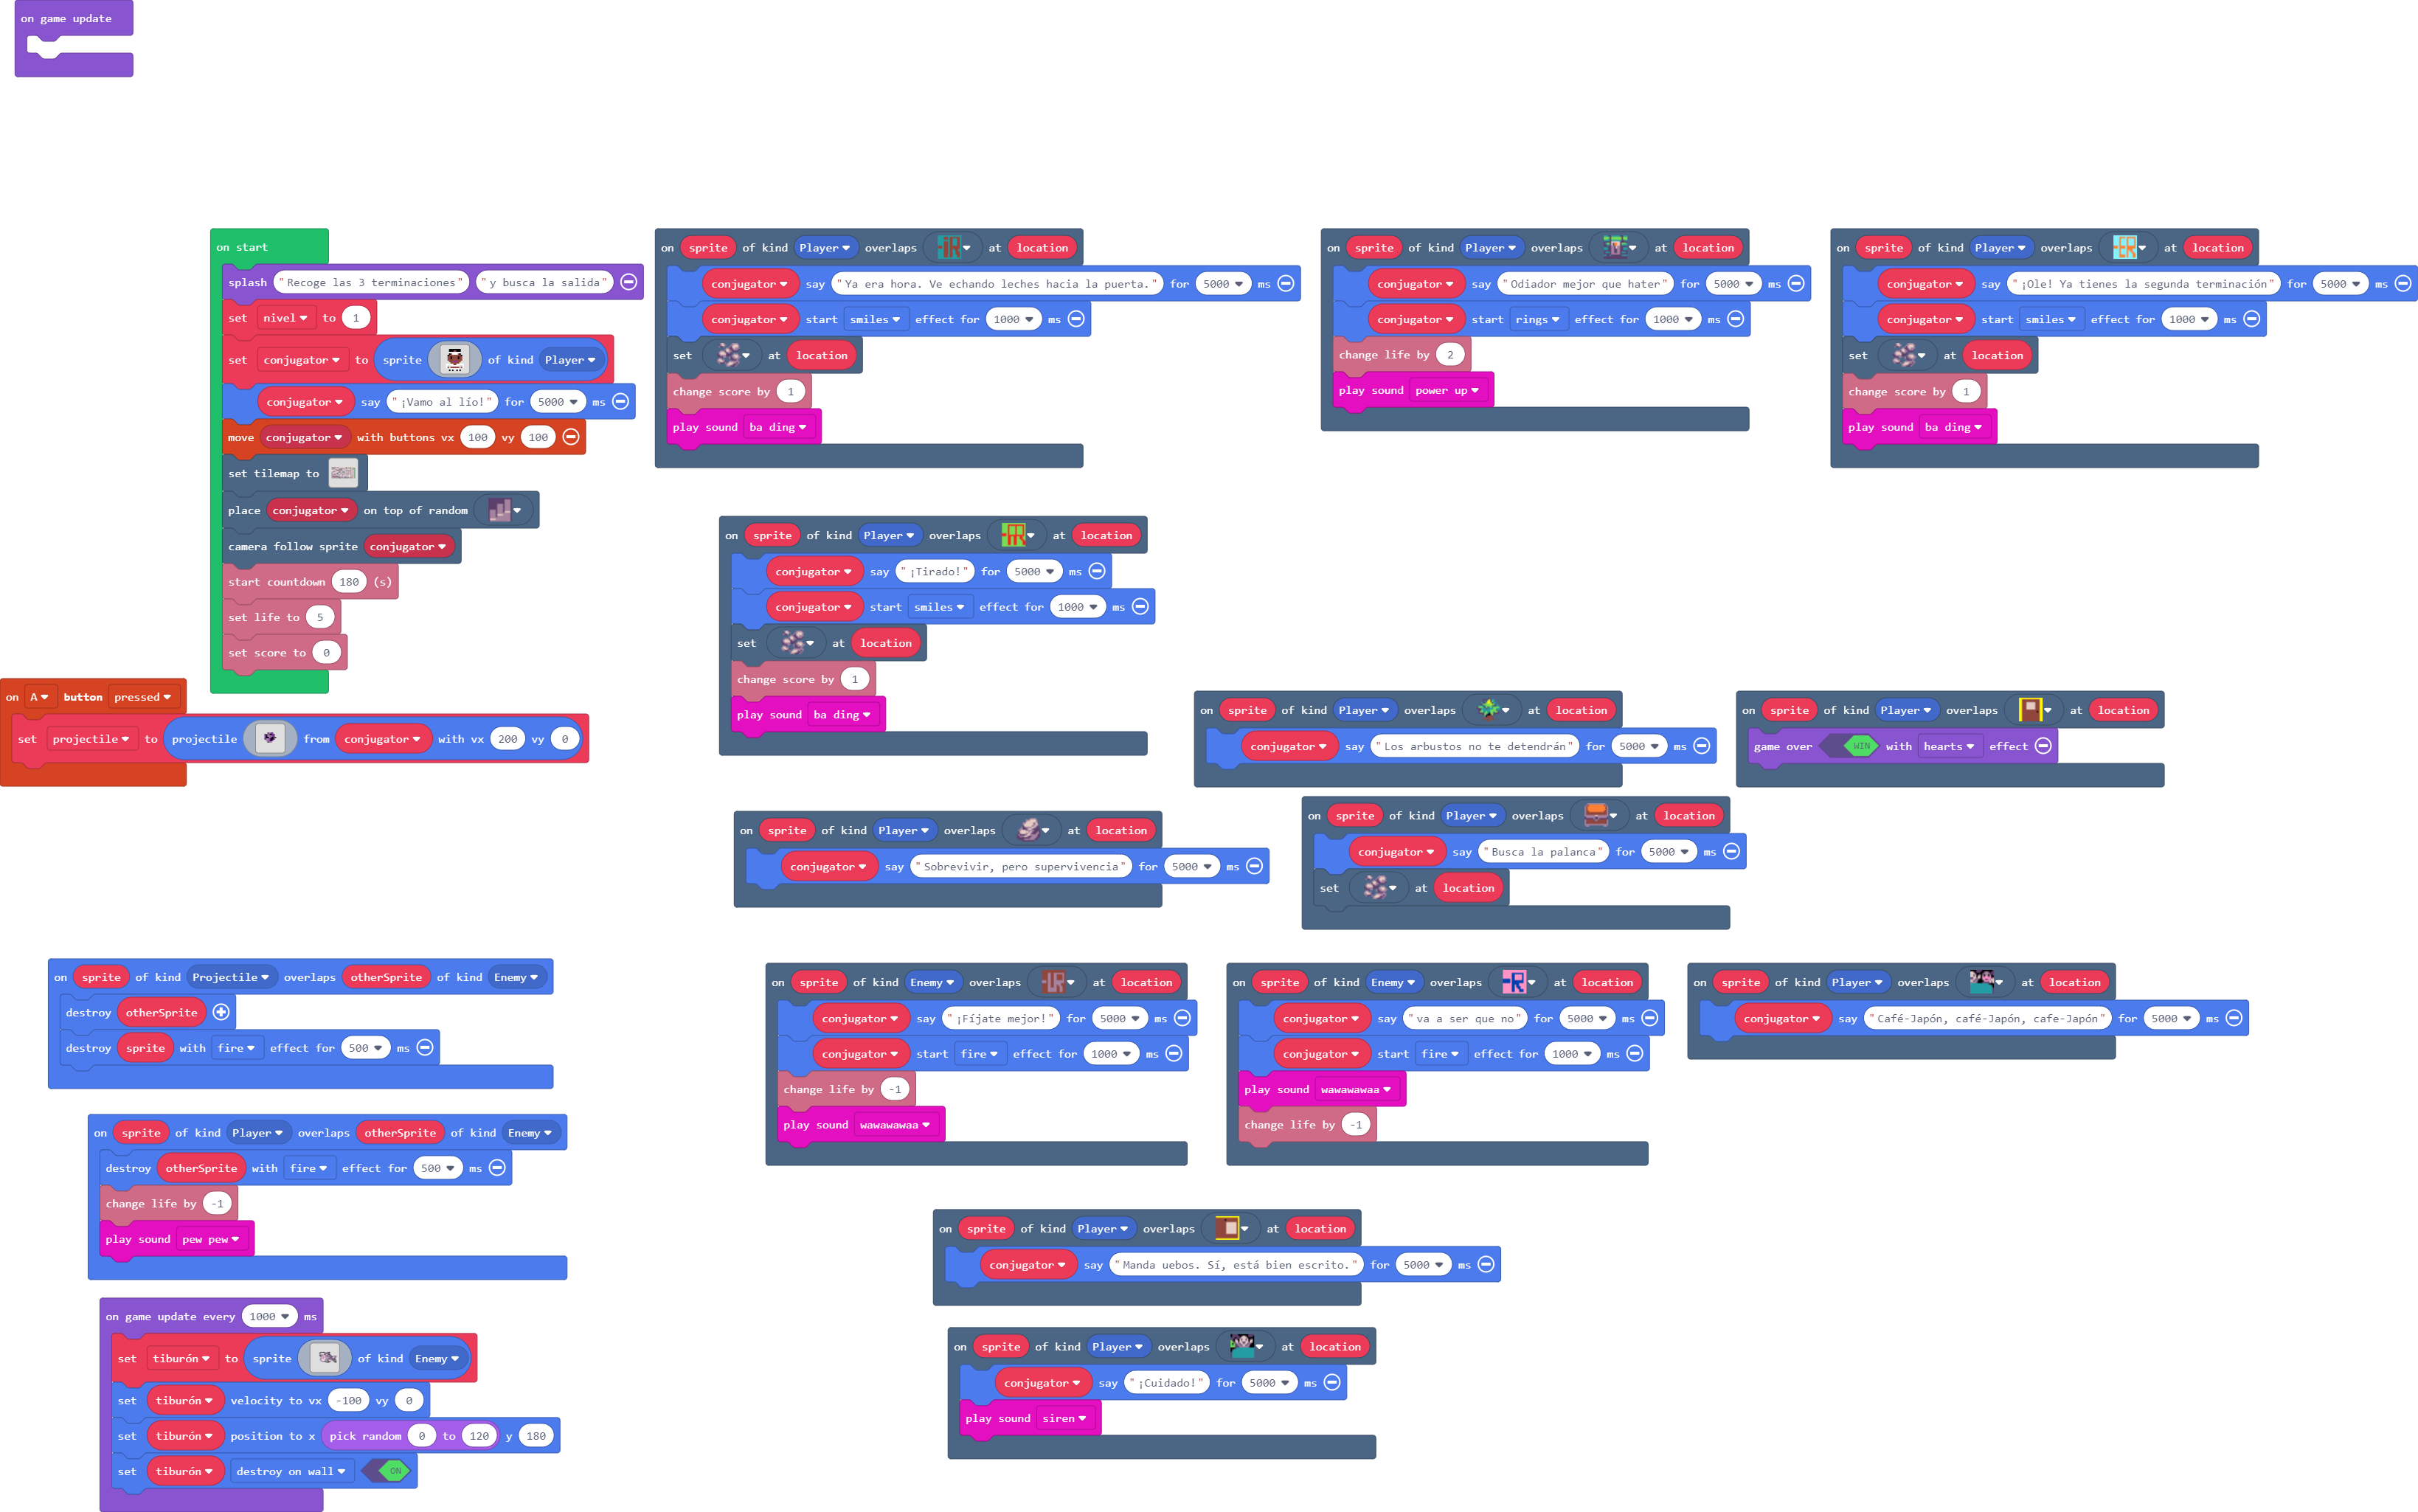 on game update
on start
splash "Recoge las 3 terminaciones" "y busca la salida"
set nivel to 1
set conjugator to sprite of kind Player
conjugator say "¡Vamo al lío!" for 5000 ms
move conjugator with buttons vx 100 vy 100
set tilemap to
place conjugator on top of random
camera follow sprite conjugator
start countdown 180 (s)
set life to 5
set score to 0
on A button pressed
set projectile to projectile from conjugator with vx 200 vy 0
on sprite of kind Player overlaps iR at location
conjugator say "Ya era hora. Ve echando leches hacia la puerta." for 5000 ms
conjugator start smiles effect for 1000 ms
set at location
change score by 1
play sound ba ding
on sprite of kind Player overlaps at location
conjugator say "Odiador mejor que hater" for 5000 ms
conjugator start rings effect for 1000 ms
change life by 2
play sound power up
on sprite of kind Player overlaps ER at location
conjugator say "¡Ole! Ya tienes la segunda terminación" for 5000 ms
conjugator start smiles effect for 1000 ms
set at location
change score by 1
play sound ba ding
on sprite of kind Player overlaps at location
conjugator say "¡Tirado!" for 5000 ms
conjugator start smiles effect for 1000 ms
set at location
change score by 1
play sound ba ding
on sprite of kind Player overlaps at location
conjugator say "Los arbustos no te detendrán" for 5000 ms
on sprite of kind Player overlaps at location
game over WIN with hearts effect
on sprite of kind Player overlaps at location
conjugator say "Sobrevivir, pero supervivencia" for 5000 ms
on sprite of kind Player overlaps at location
conjugator say "Busca la palanca" for 5000 ms
set at location
on sprite of kind Projectile overlaps otherSprite of kind Enemy
destroy otherSprite
destroy sprite with fire effect for 500 ms
on sprite of kind Player overlaps otherSprite of kind Enemy
destroy otherSprite with fire effect for 500 ms
change life by -1
play sound pew pew
on game update every 1000 ms
set tiburón to sprite of kind Enemy
set tiburón velocity to vx -100 vy 0
set tiburón position to x pick random 0 to 120 y 180
set tiburón destroy on wall ON
on sprite of kind Enemy overlaps UR at location
conjugator say "¡Fíjate mejor!" for 5000 ms
conjugator start fire effect for 1000 ms
change life by -1
play sound wawawawaa
on sprite of kind Enemy overlaps -R at location
conjugator say "va a ser que no" for 5000 ms
conjugator start fire effect for 1000 ms
play sound wawawawaa
change life by -1
on sprite of kind Player overlaps at location
conjugator say "Café-Japón, café-Japón, cafe-Japón" for 5000 ms
on sprite of kind Player overlaps at location
conjugator say "Manda uebos. Sí, está bien escrito." for 5000 ms
on sprite of kind Player overlaps at location
conjugator say "¡Cuidado!" for 5000 ms
play sound siren